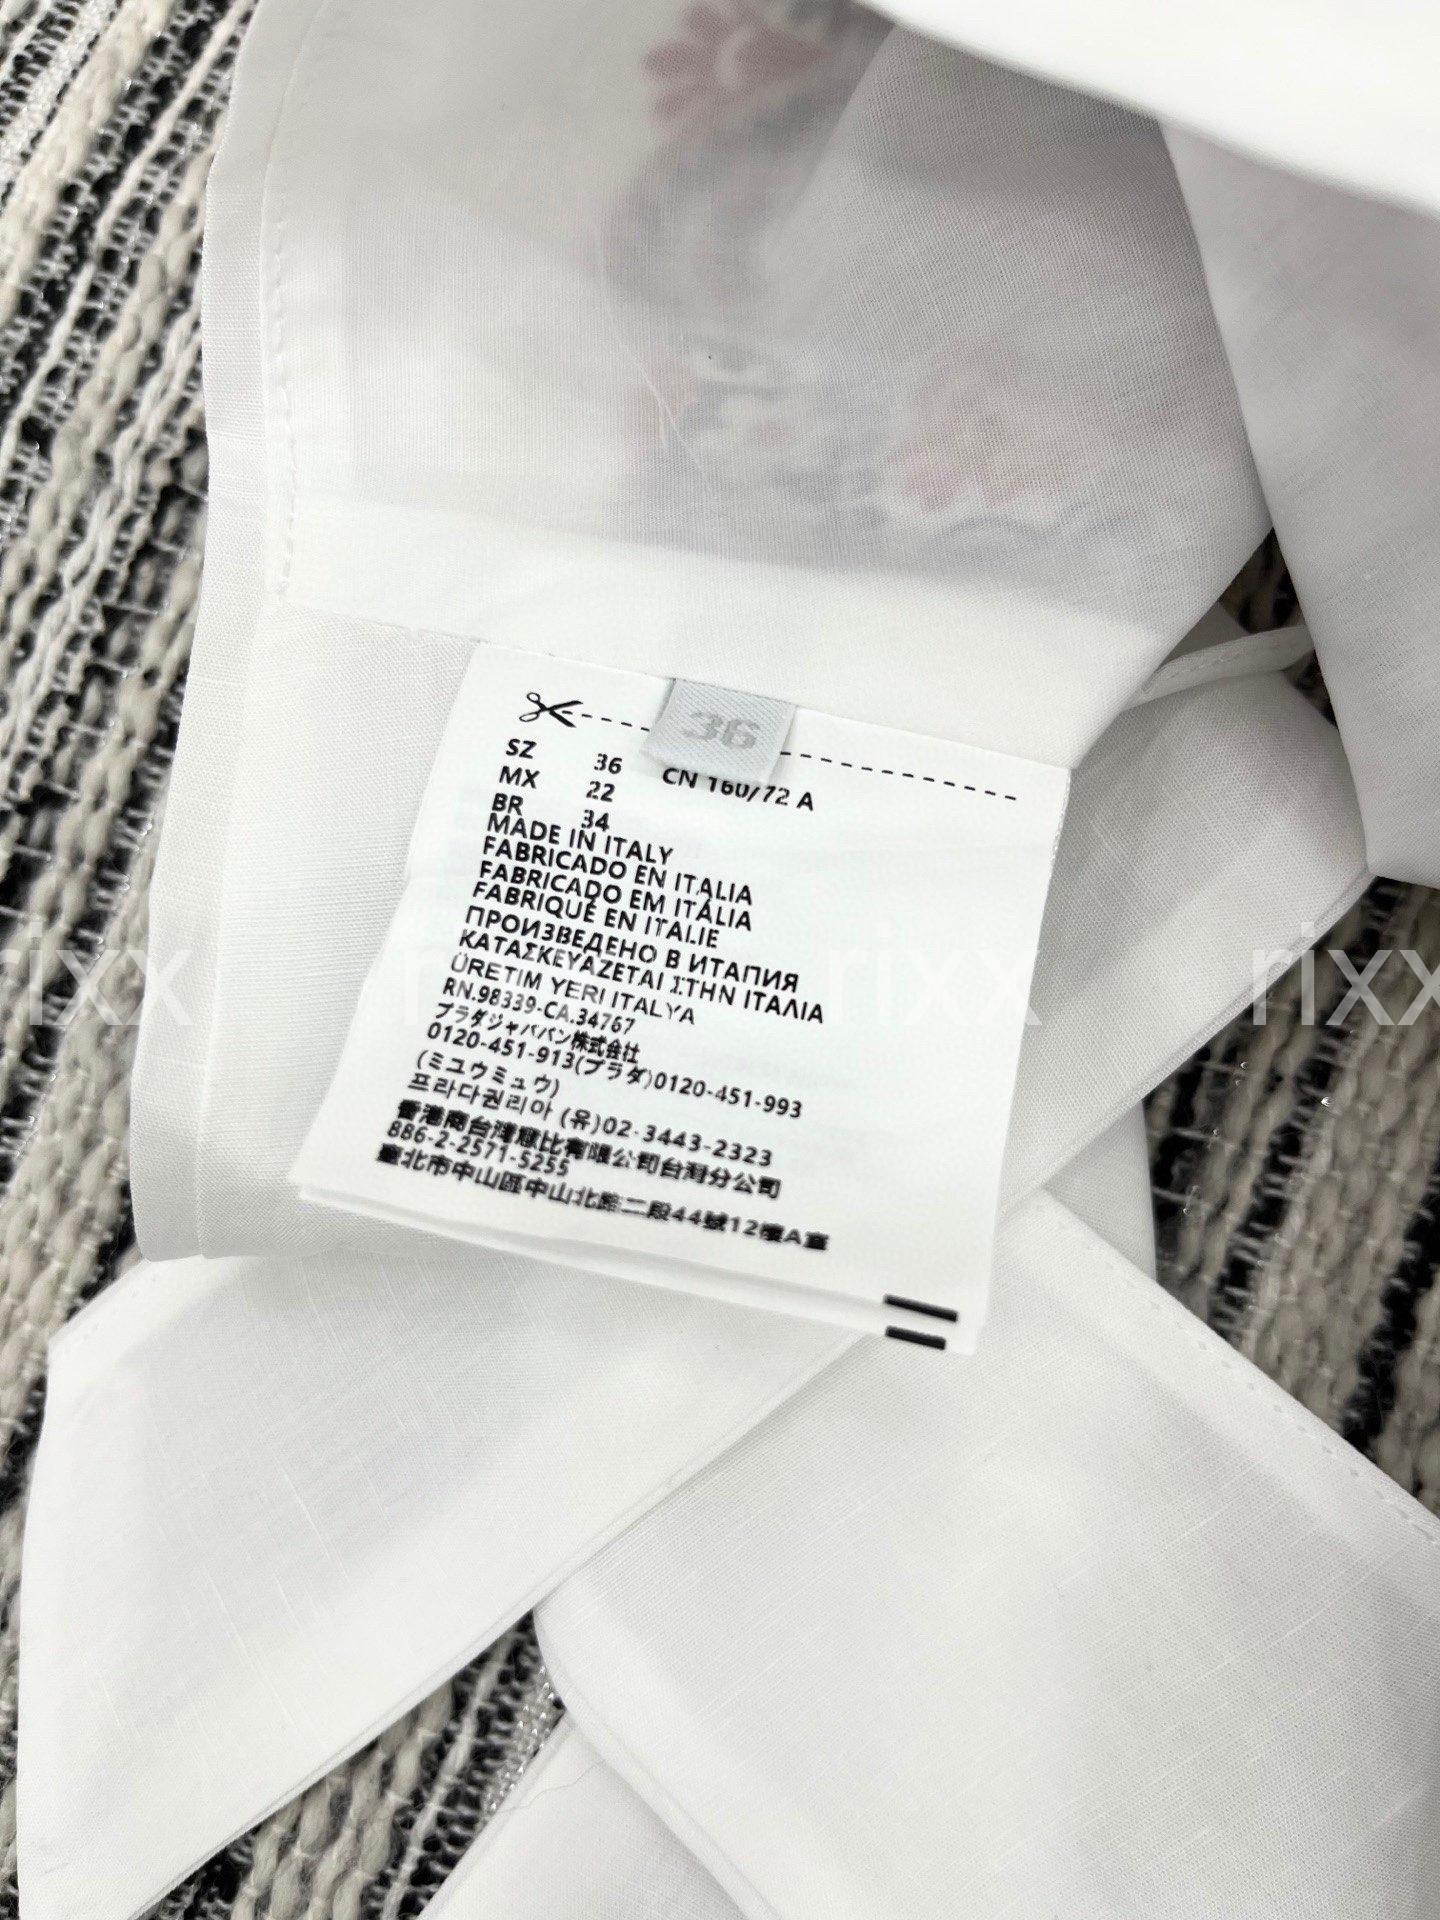 36
SZ 36 CN 160/72 A
MX 22
BR 34
MADE IN ITALY
FABRICADO EN ITALIA
FABRICADO EM ITÁLIA
FABRIQUÉ EN ITALIE
ПРОИЗВЕДЕНО В ИТАПИЯ
ΚΑΤΑΣΚΕΥΑΖΕΤΑΙ ΣΤΗΝ ΙΤΑΛΙΑ
ÜRETIM YERI ITALYA
RN.98339-CA.34767
プラダジャパン株式会社
0120-451-913(プラダ)0120-451-993
(ミュウミュウ)
프라다코리아 (유)02-3443-2323
香港商台灣 比有限公司台灣分公司
886-2-2571-5255
臺北市中山區中山北路二段44號12樓A室
rixx rixx rixx rixx